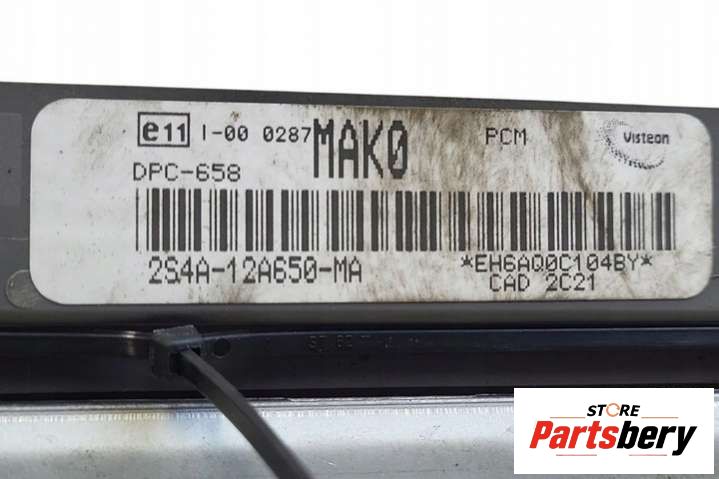 e11 I-00 0287 MAK0 PCM Visteon
DPC-658
2S4A-12A650-MA *EH6AQ0C104BY*
CAD 2C21
STORE
Partsbery